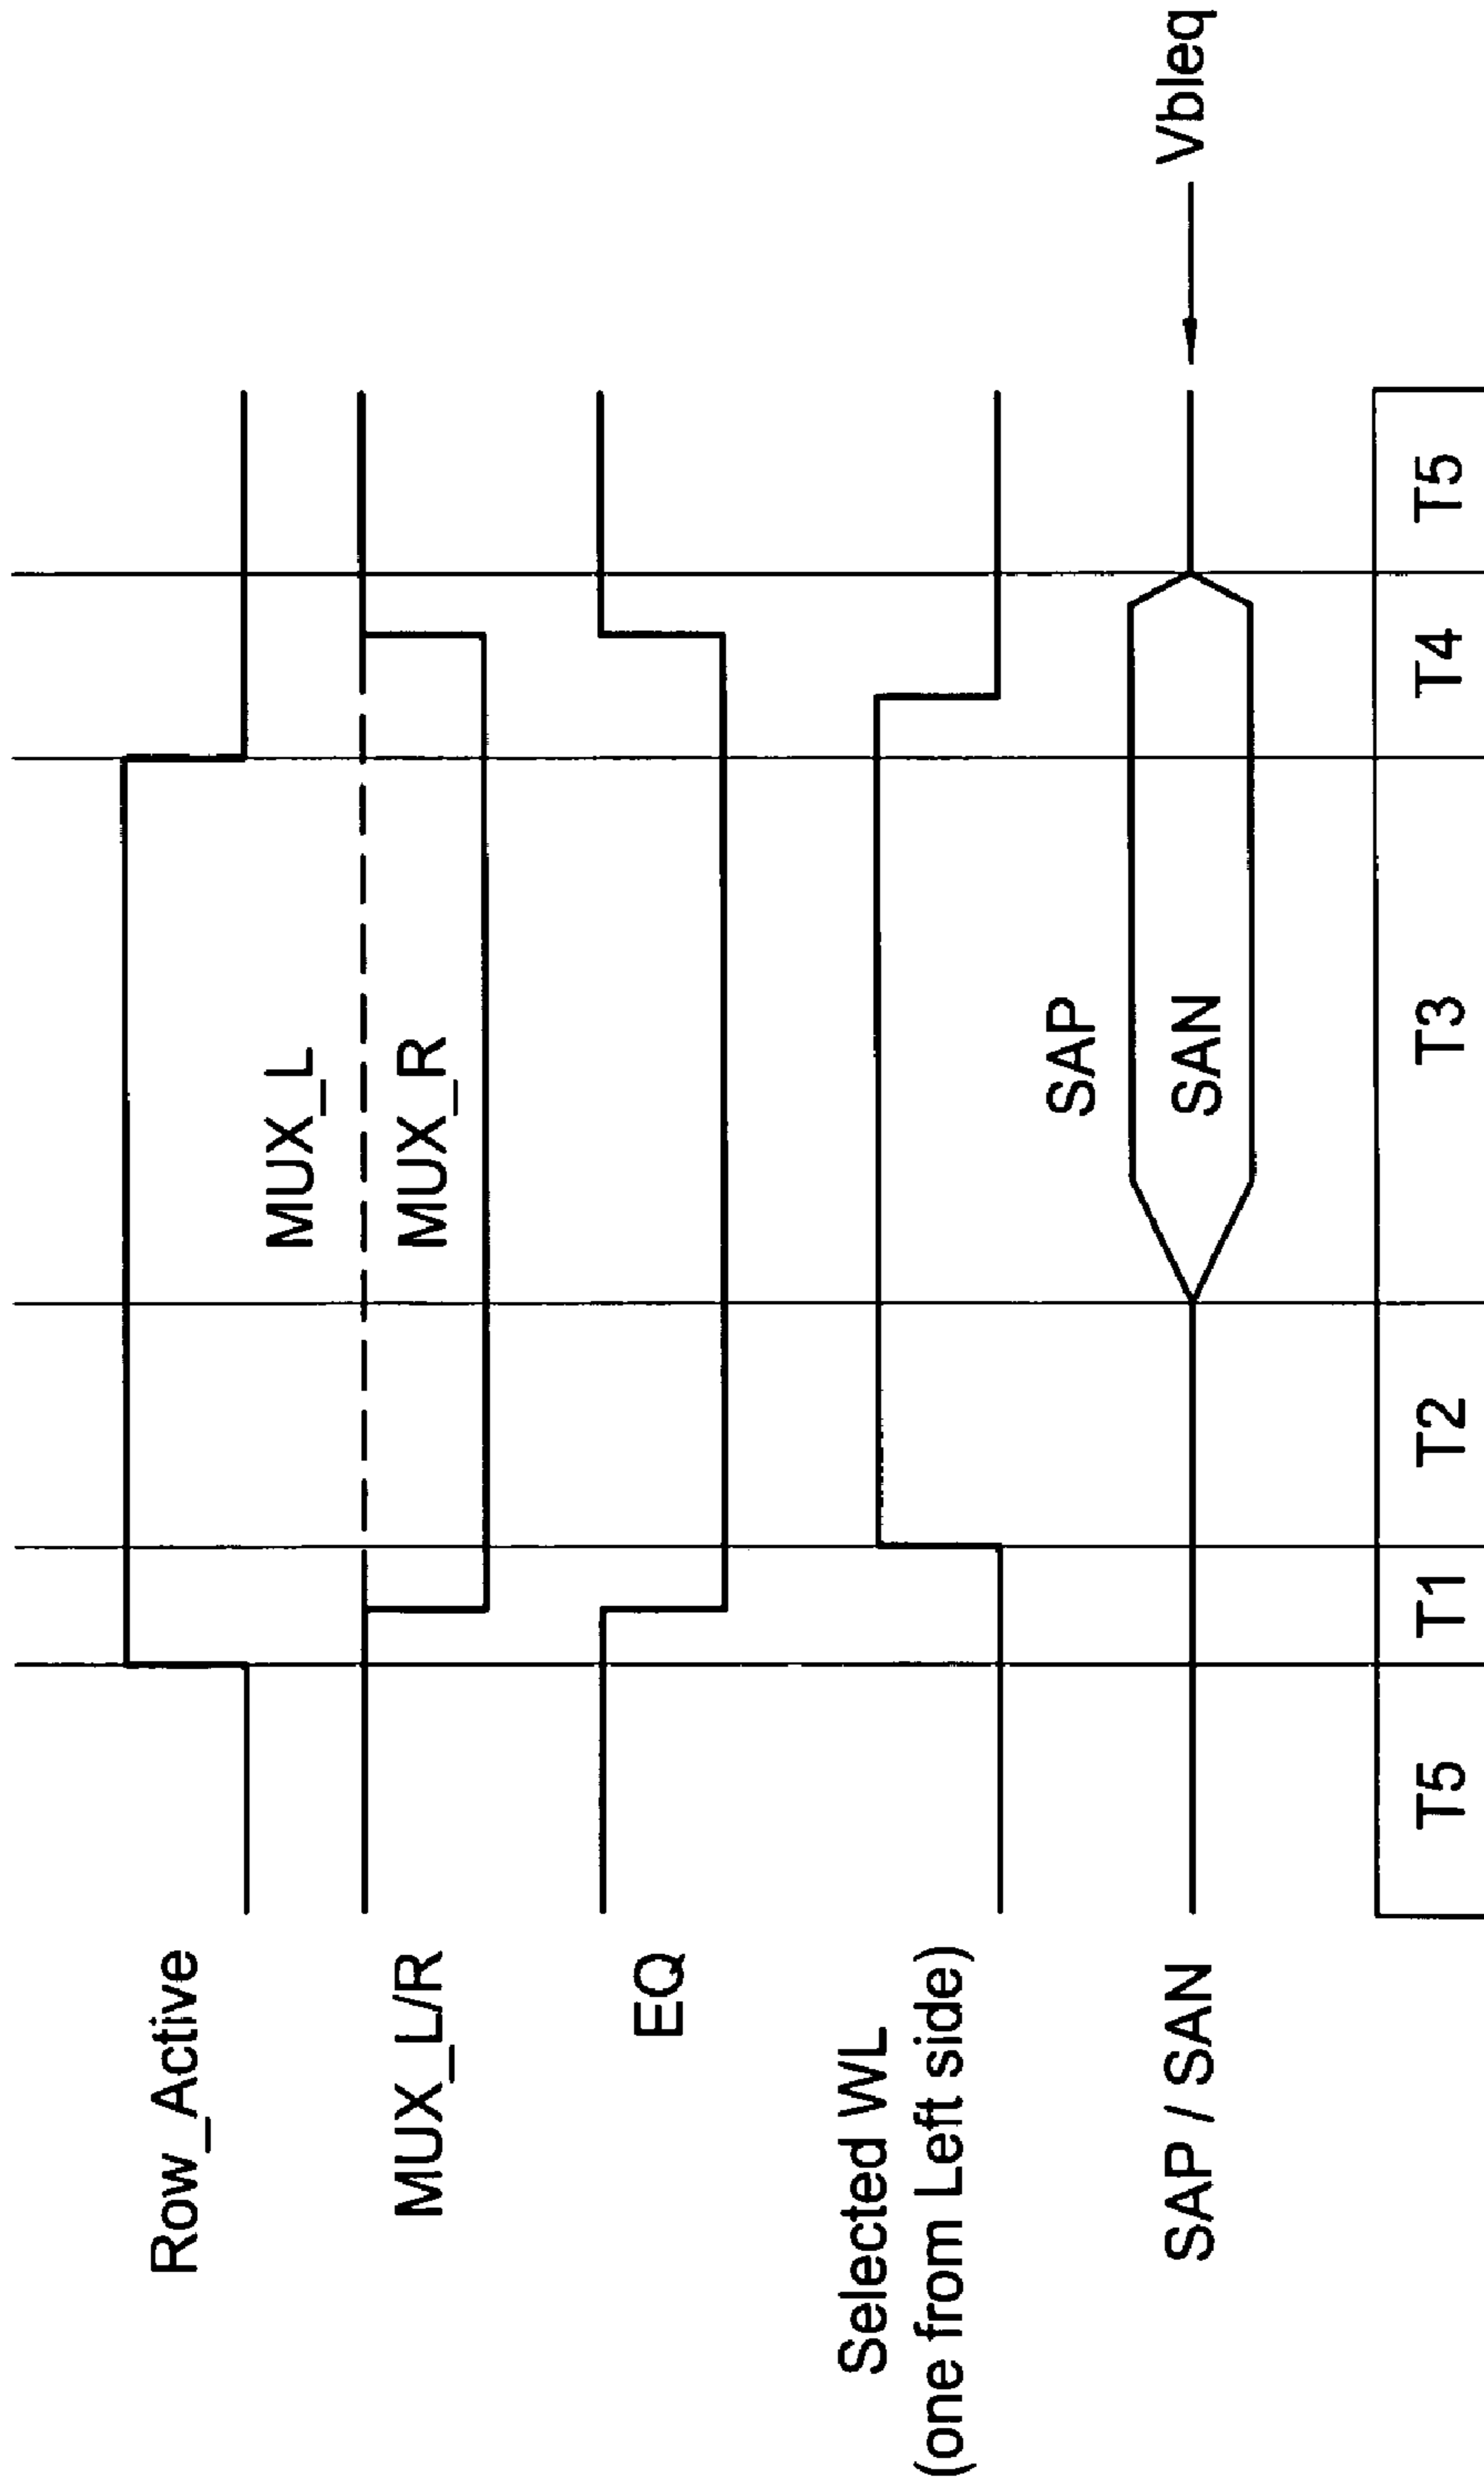 Row_Active
MUX_L/R
MUX_L
MUX_R
EQ
Selected WL
(one from Left side)
SAP / SAN
SAP
SAN
Vbleq
T5
T1
T2
T3
T4
T5